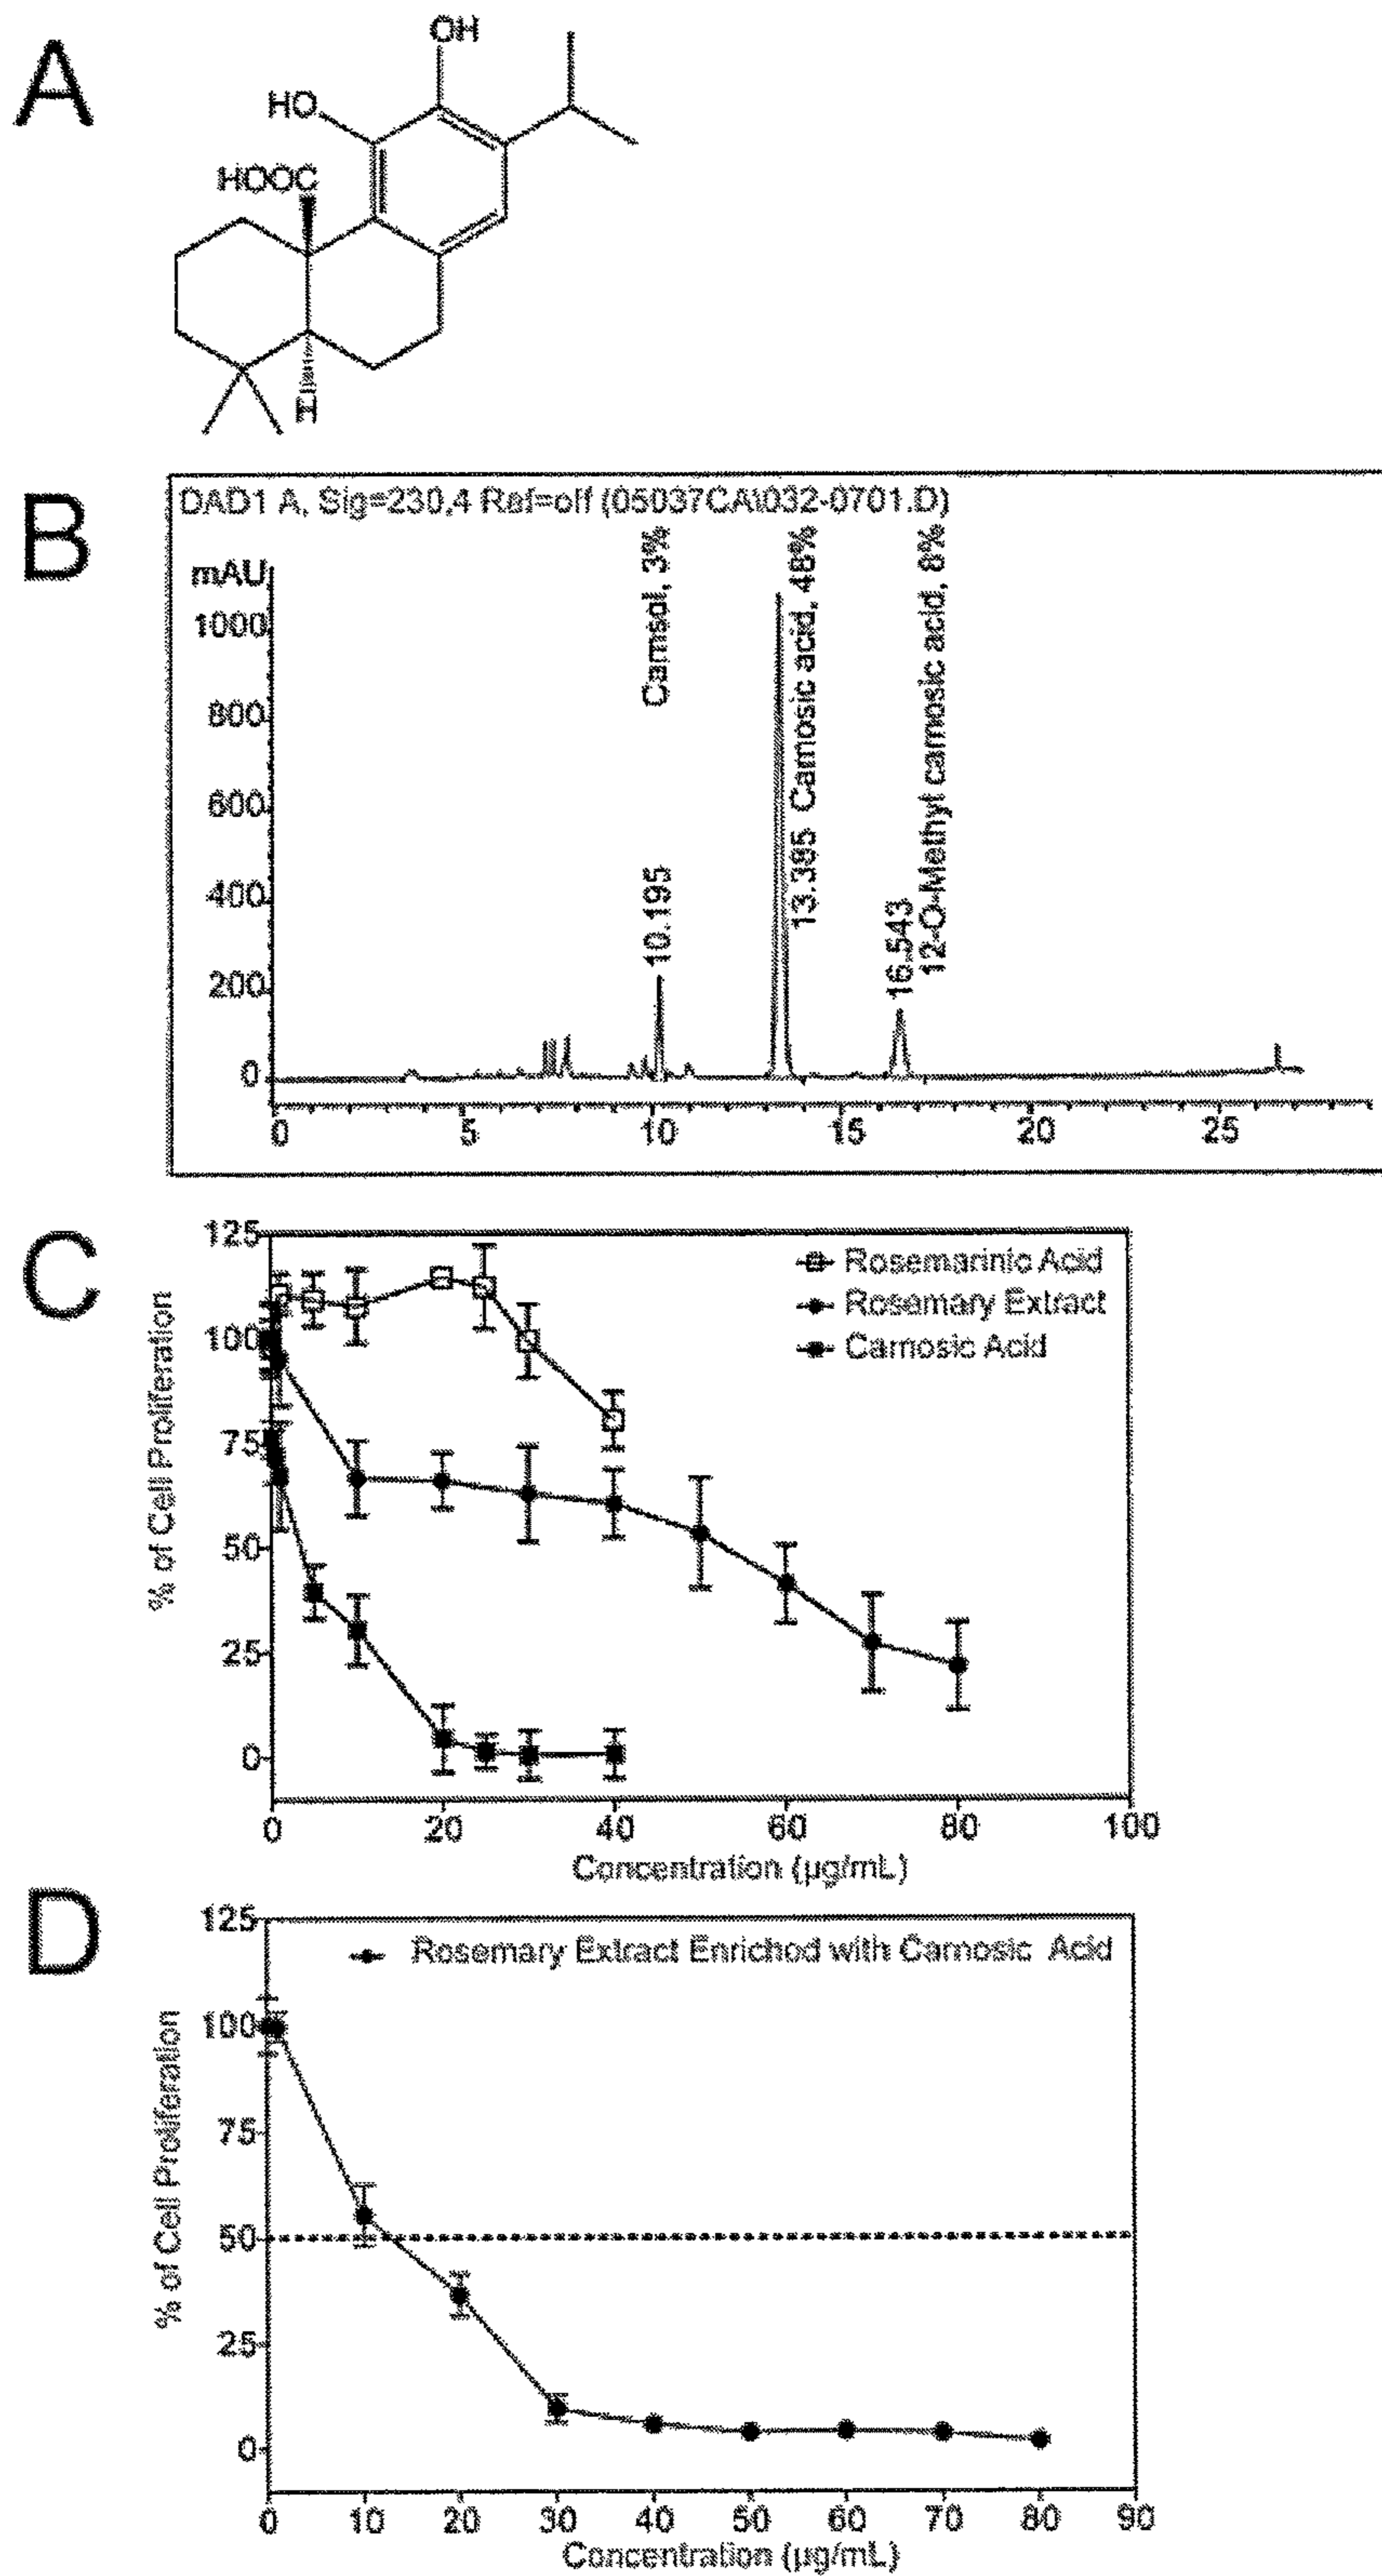 A
OH
HO
HOOC
H
B
DAD1 A, Sig=230,4 Ref=off (05037CA\032-0701.D)
mAU
1000
800
600
400
200
0
10.195
Carnsol, 3%
13.385 Carnosic acid, 48%
16.543
12-O-Methyl carnosic acid, 8%
0 5 10 15 20 25
C
125
100
75
50
25
0
% of Cell Proliferation
Rosemarinic Acid
Rosemary Extract
Carnosic Acid
0 20 40 60 80 100
Concentration (µg/mL)
D
125
100
75
50
25
0
% of Cell Proliferation
Rosemary Extract Enriched with Carnosic Acid
0 10 20 30 40 50 60 70 80 90
Concentration (µg/mL)